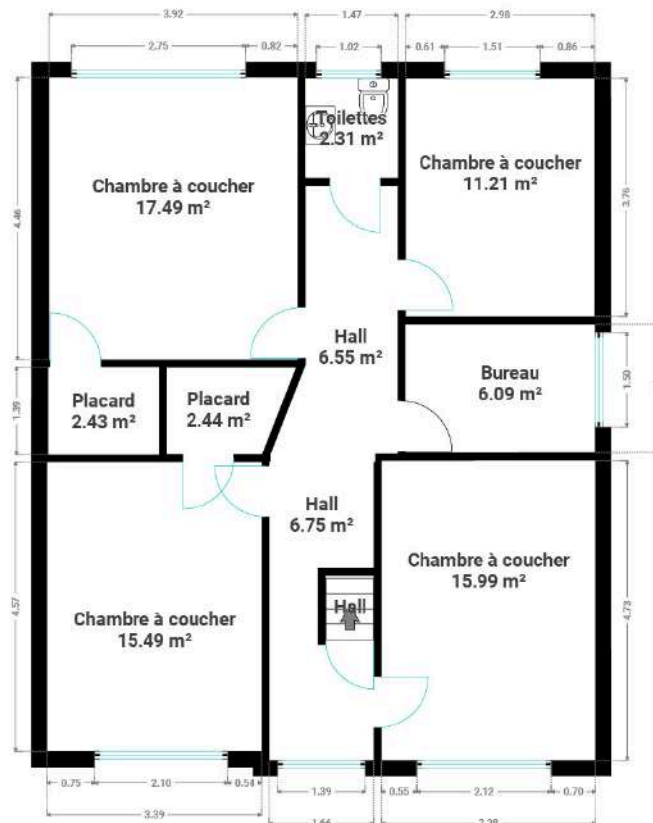 3.92
1.47
2.98
2.75
0.82
1.02
0.61
1.51
0.86
Toilettes
2.31 m²
Chambre à coucher
17.49 m²
Chambre à coucher
11.21 m²
4.46
3.76
Hall
6.55 m²
Bureau
6.09 m²
1.50
Placard
2.43 m²
Placard
2.44 m²
1.39
Hall
6.75 m²
Chambre à coucher
15.99 m²
Hall
Chambre à coucher
15.49 m²
4.57
4.73
0.75
2.10
0.54
1.39
0.55
2.12
0.70
3.39
1.66